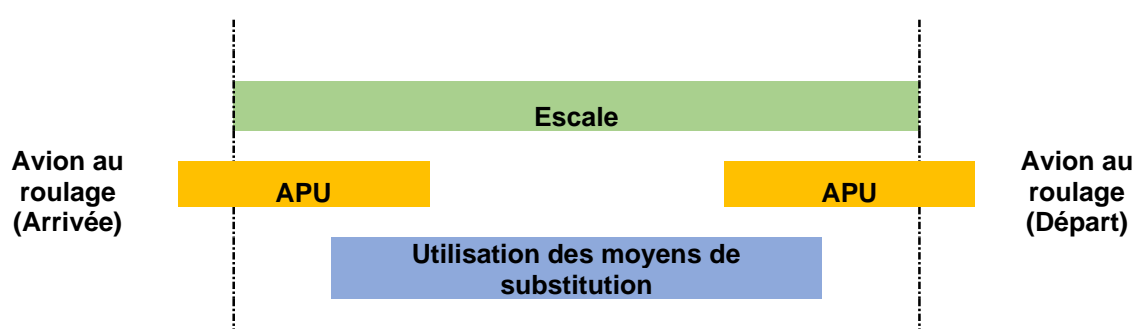 Escale
Avion au
roulage
(Arrivée)
APU
APU
Avion au
roulage
(Départ)
Utilisation des moyens de
substitution